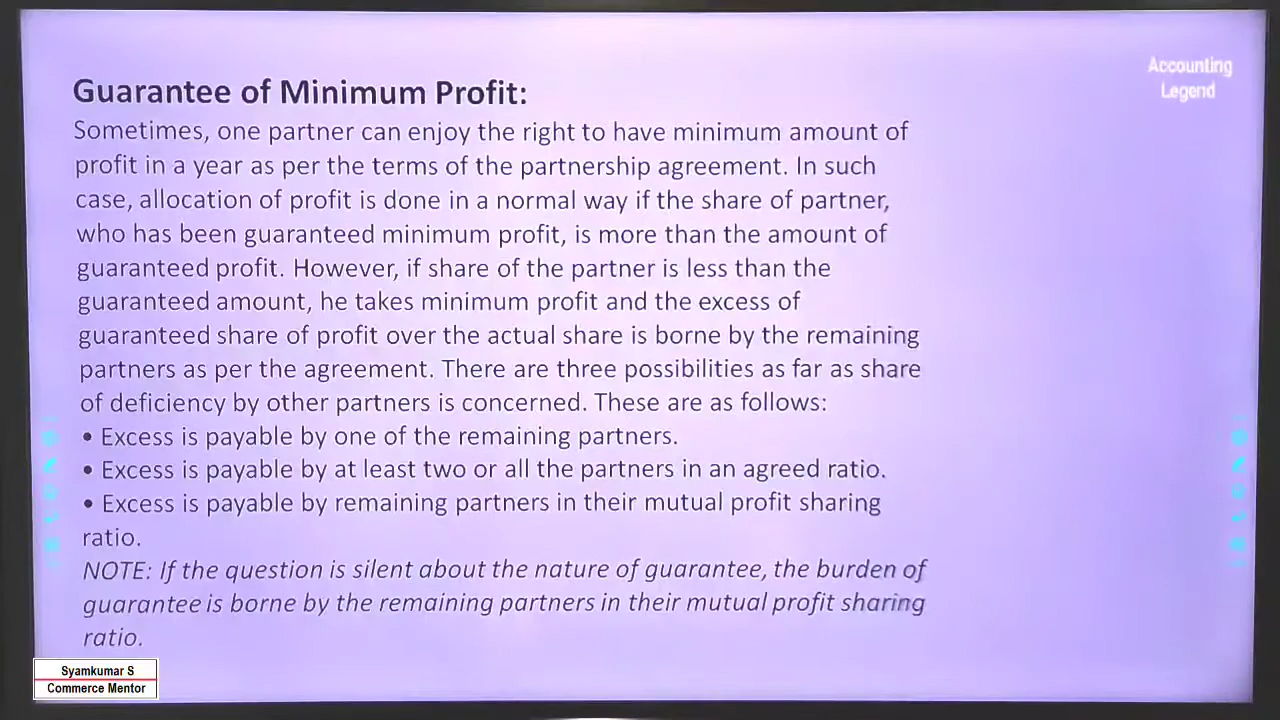 Accounting
Legend
Guarantee of Minimum Profit:
Sometimes, one partner can enjoy the right to have minimum amount of
profit in a year as per the terms of the partnership agreement. In such
case, allocation of profit is done in a normal way if the share of partner,
who has been guaranteed minimum profit, is more than the amount of
guaranteed profit. However, if share of the partner is less than the
guaranteed amount, he takes minimum profit and the excess of
guaranteed share of profit over the actual share is borne by the remaining
partners as per the agreement. There are three possibilities as far as share
of deficiency by other partners is concerned. These are as follows:
• Excess is payable by one of the remaining partners.
• Excess is payable by at least two or all the partners in an agreed ratio.
• Excess is payable by remaining partners in their mutual profit sharing
ratio.
NOTE: If the question is silent about the nature of guarantee, the burden of
guarantee is borne by the remaining partners in their mutual profit sharing
ratio.
Syamkumar S
Commerce Mentor